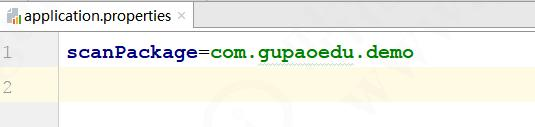 application.properties
1 scanPackage=com.gupaoedu.demo
2